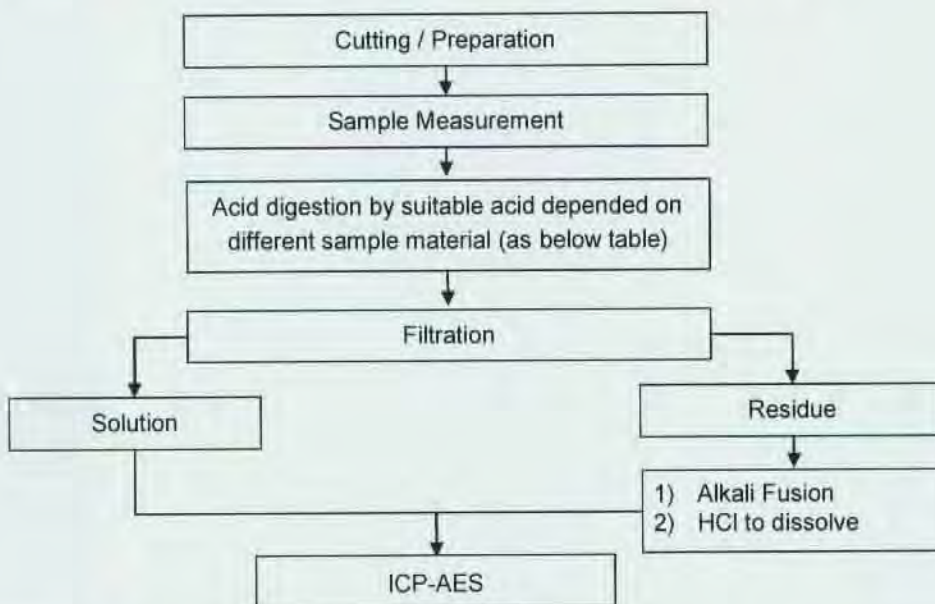 Cutting / Preparation
Sample Measurement
Acid digestion by suitable acid depended on
different sample material (as below table)
Filtration
Solution
Residue
1) Alkali Fusion
2) HCl to dissolve
ICP-AES